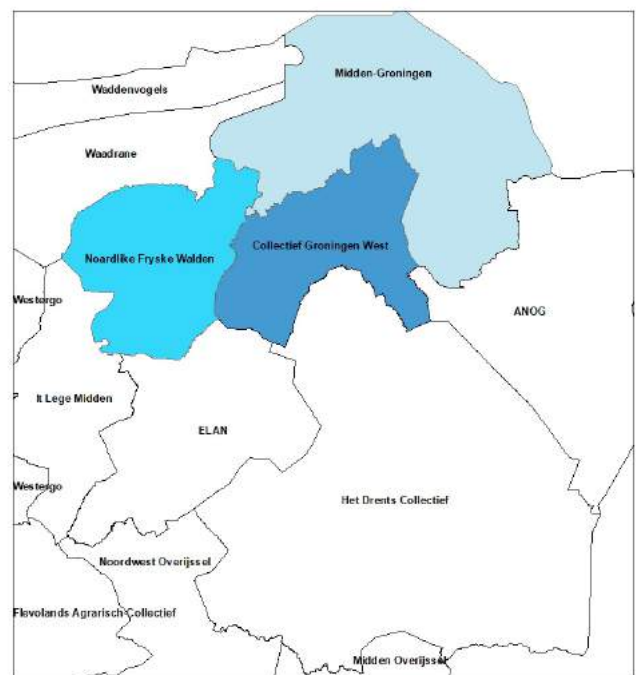 Midden-Groningen
Waddenvogels
Waadrane
Collectief Groningen West
Noardlike Fryske Walden
Westergo
ANOG
It Lege Midden
ELAN
Westergo
Het Drents Collectief
Noordwest Overijssel
Flevolands Agrarisch Collectief
Midden Overijssel